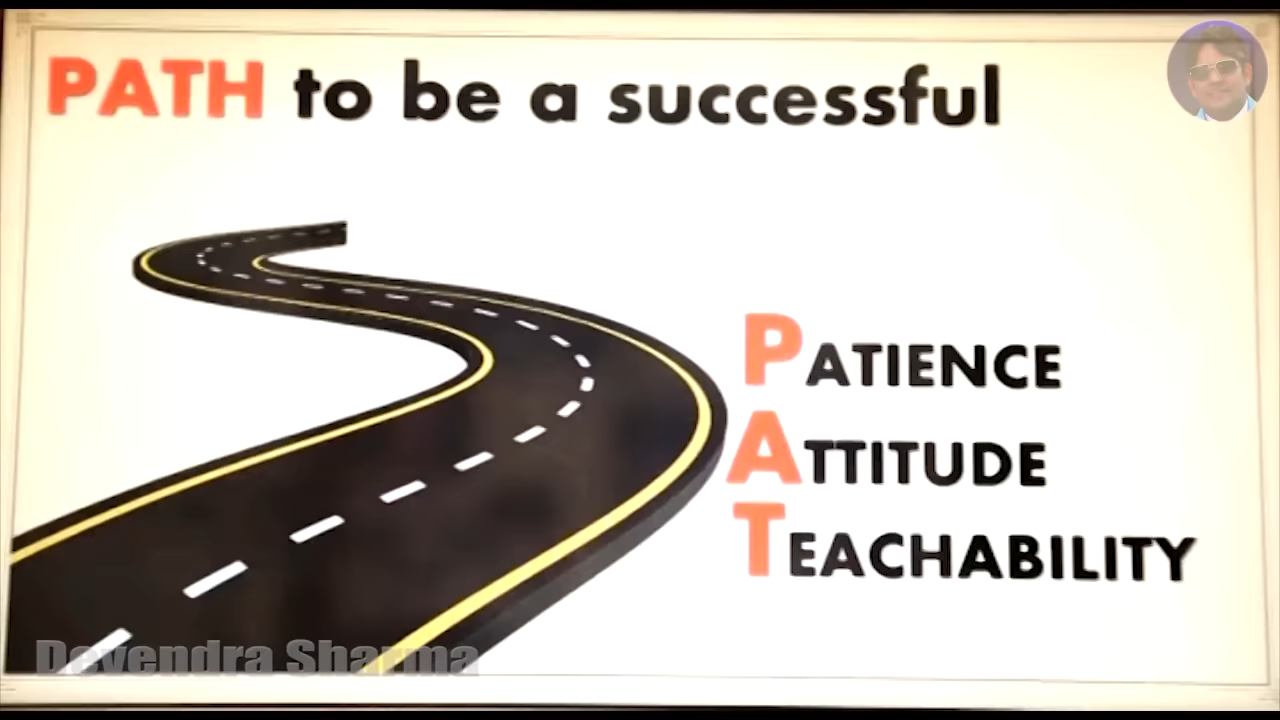 PATH to be a successful
PATIENCE
ATTITUDE
TEACHABILITY
Devendra Sharma